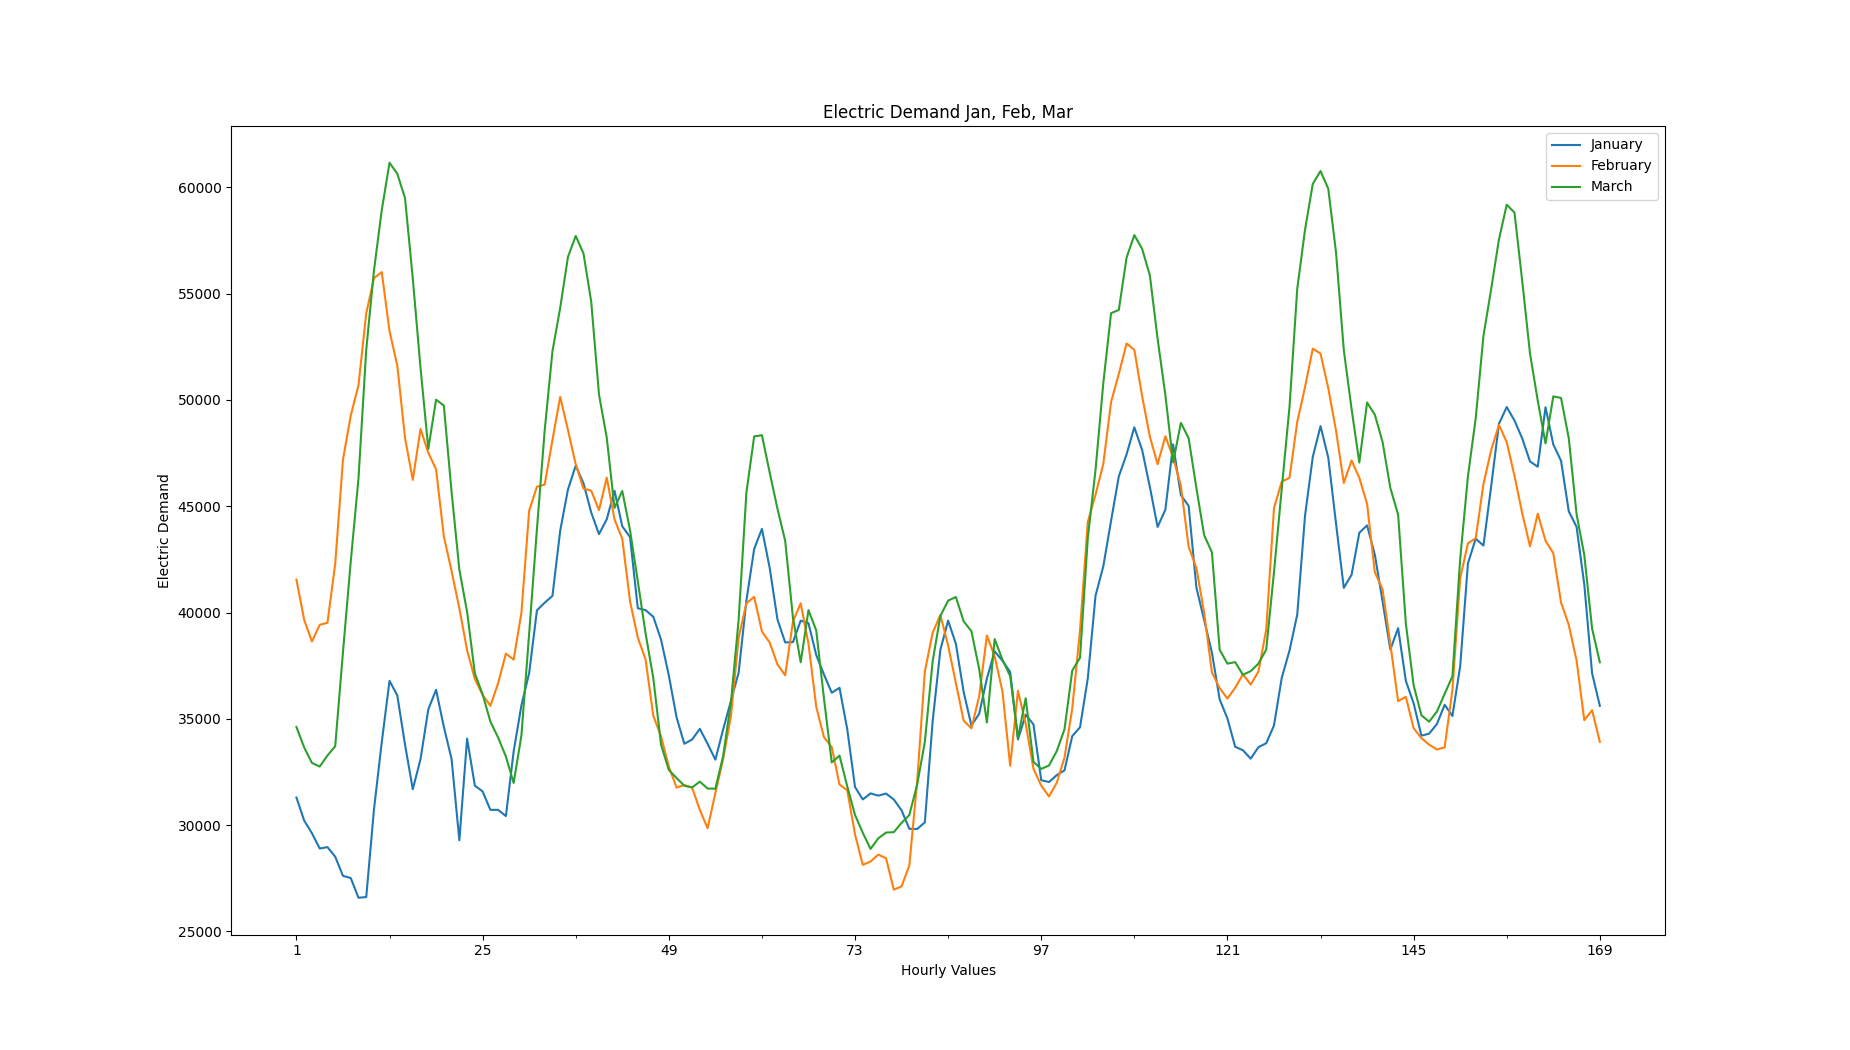 Electric Demand Jan, Feb, Mar
January
February
March
60000
55000
50000
45000
40000
35000
30000
25000
Electric Demand
1
25
49
73
97
121
145
169
Hourly Values